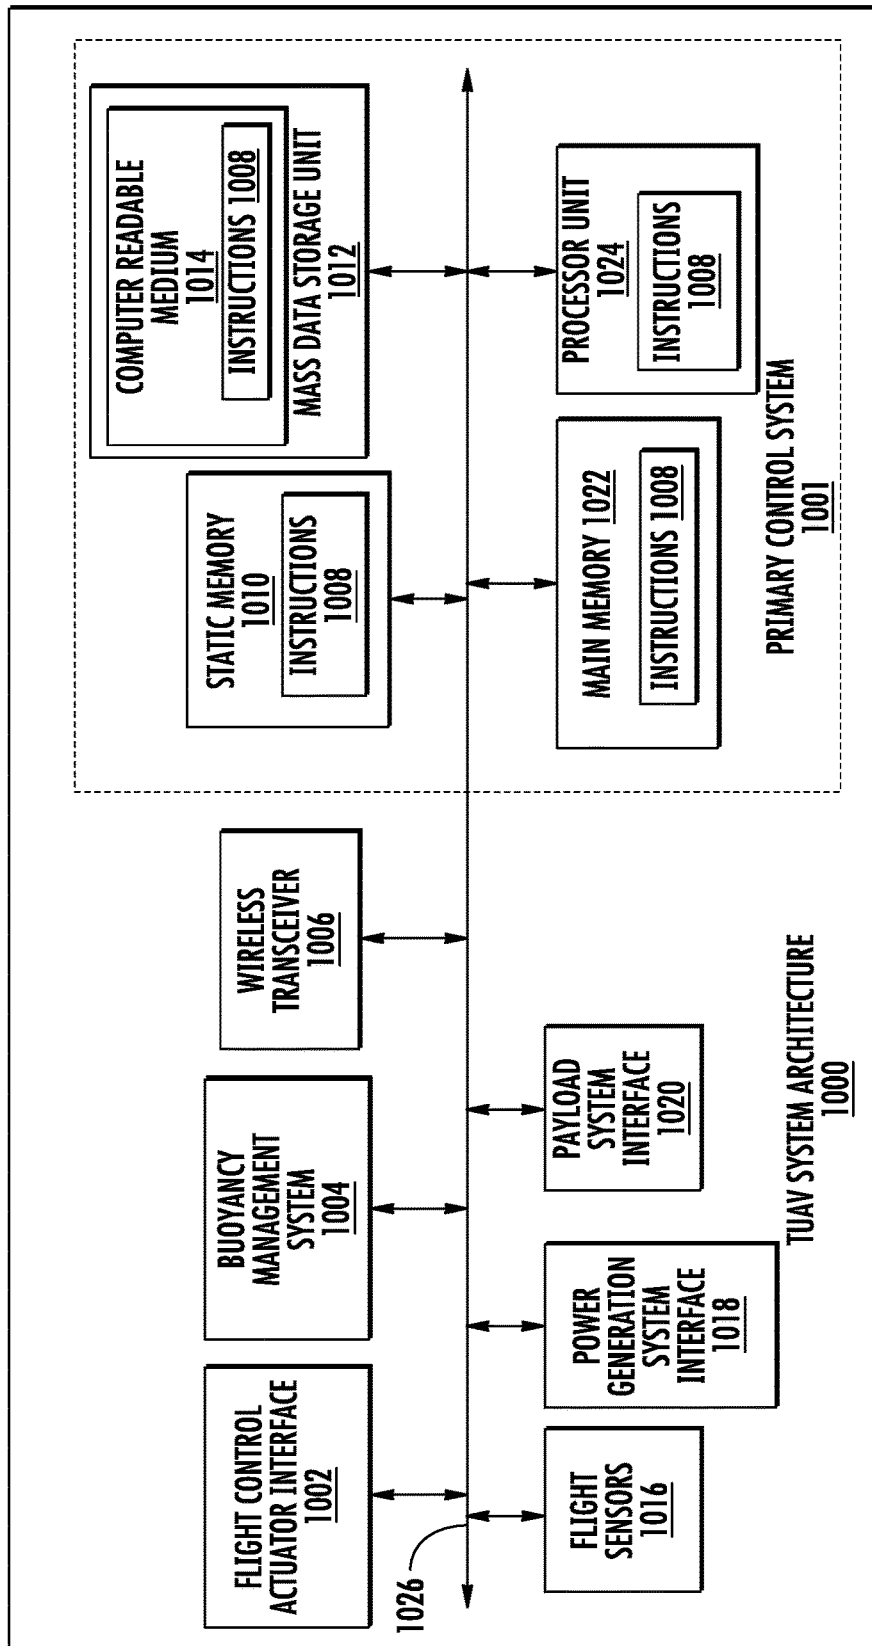 FLIGHT CONTROL
ACTUATOR INTERFACE
1002
BUOYANCY
MANAGEMENT
SYSTEM
1004
WIRELESS
TRANSCEIVER
1006
STATIC MEMORY
1010
INSTRUCTIONS
1008
COMPUTER READABLE
MEDIUM
1014
INSTRUCTIONS 1008
MASS DATA STORAGE UNIT
1012
1026
FLIGHT
SENSORS
1016
POWER
GENERATION
SYSTEM
INTERFACE
1018
PAYLOAD
SYSTEM
INTERFACE
1020
MAIN MEMORY 1022
INSTRUCTIONS 1008
PROCESSOR UNIT
1024
INSTRUCTIONS
1008
PRIMARY CONTROL SYSTEM
1001
TUAV SYSTEM ARCHITECTURE
1000